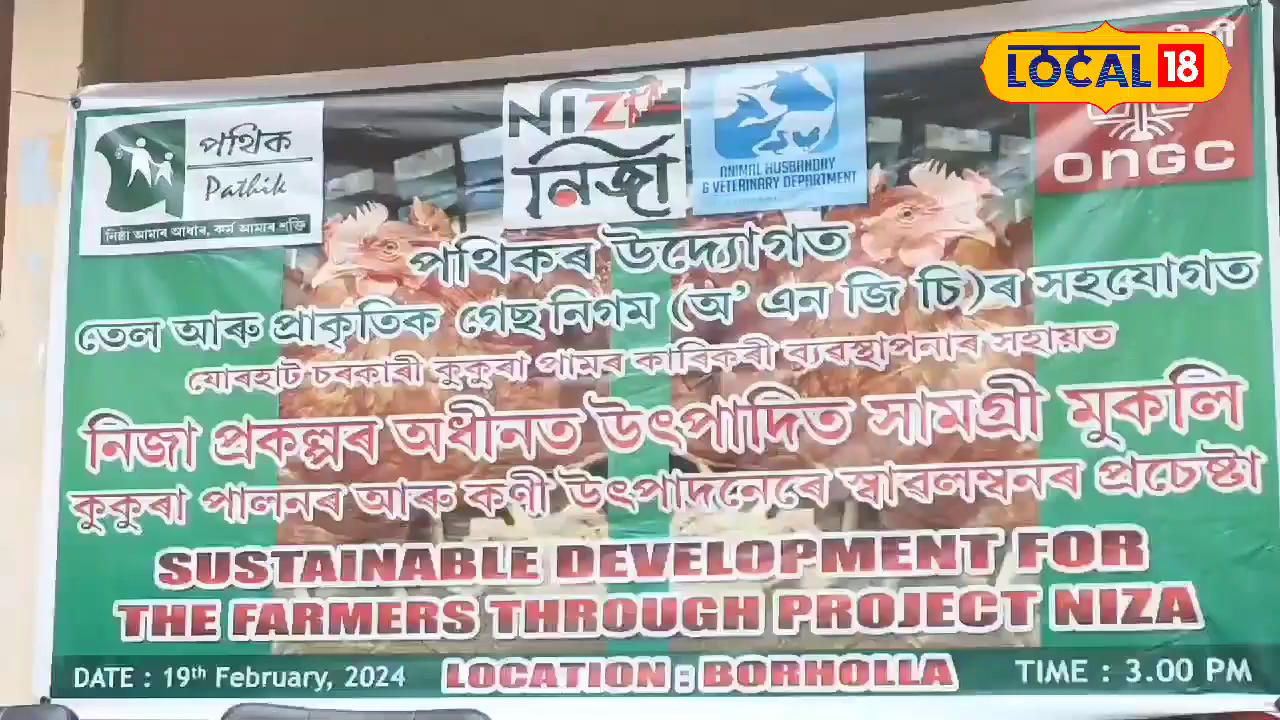 LOCAL 18
পথিক
Pathik
নিষ্ঠা আমাৰ আধাৰ, কৰ্ম আমাৰ শক্তি
NIZ
নিৰ্জা
ANIMAL HUSBANDAY
& VETERINARY DEPARTMENT
ONGC
পথিকৰ উদ্যোগত
তেল আৰু প্ৰাকৃতিক গেছ নিগম (অ' এন জি চি)ৰ সহযোগত
যোৰহাট চৰকাৰী কুকুৰা পামৰ কাৰিকৰী ব্যৱস্থাপনাৰ সহায়ত
নিজা প্ৰকল্পৰ অধীনত উৎপাদিত সামগ্ৰী মুকলি
কুকুৰা পালনৰ আৰু কণী উৎপাদনেৰে স্বাৱলম্বনৰ প্ৰচেষ্টা
SUSTAINABLE DEVELOPMENT FOR
THE FARMERS THROUGH PROJECT NIZA
DATE : 19th February, 2024 LOCATION : BORHOLLA TIME : 3.00 PM